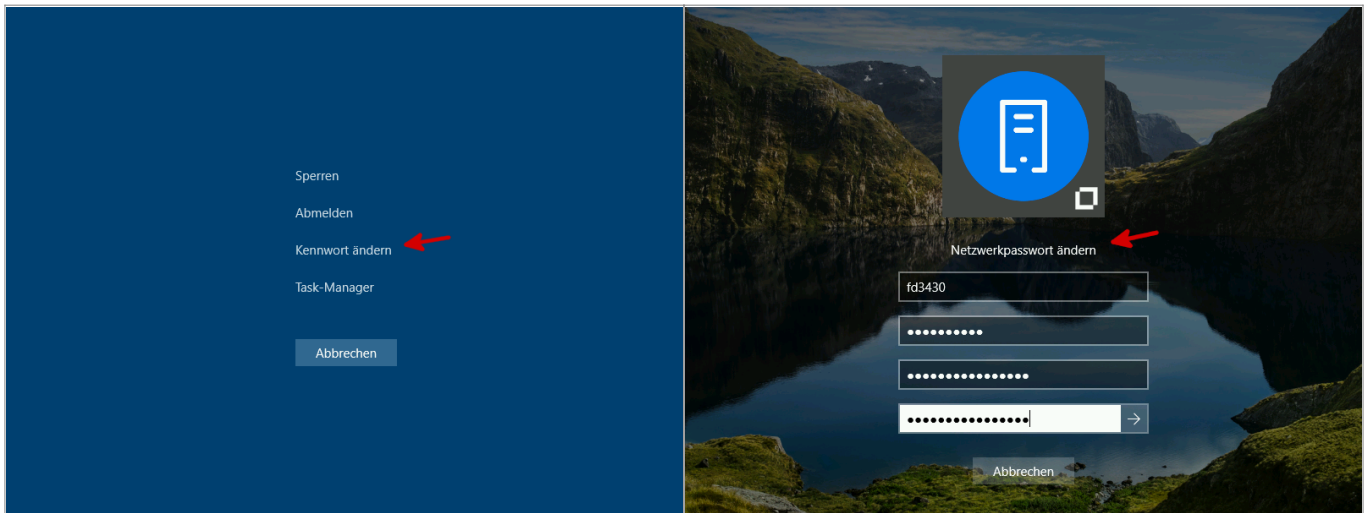 Sperren
Abmelden
Kennwort ändern
Task-Manager
Abbrechen
Netzwerkpasswort ändern
fd3430
••••••••••
••••••••••••••••
••••••••••••••••
Abbrechen